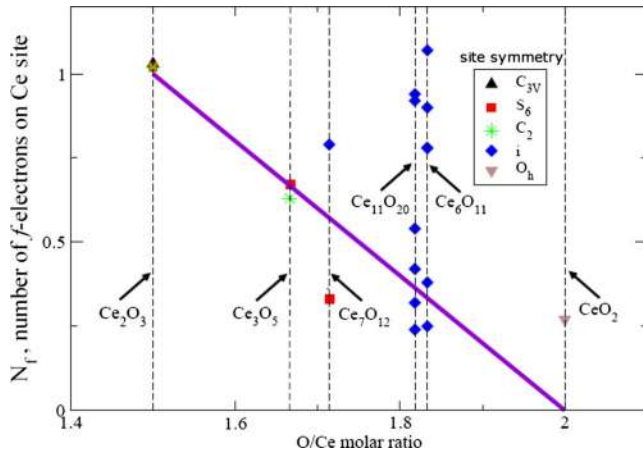 site symmetry
C3V
S6
C2
i
Oh
1
0.5
0
Nf , number of f-electrons on Ce site
Ce11O20
Ce6O11
Ce2O3
Ce3O5
Ce7O12
CeO2
1.4
1.6
1.8
2
O/Ce molar ratio